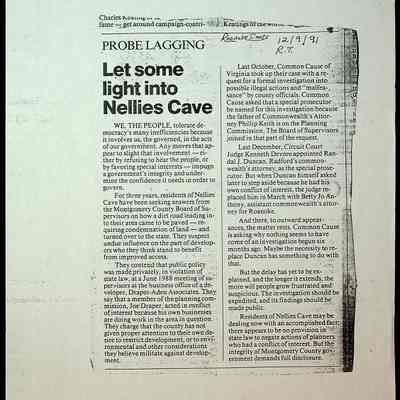 Charles
fame — get around campaign-contri- Keatings of the world
Roanoke Times 12/9/91
R.T.
PROBE LAGGING
Let some
light into
Nellies Cave
WE, THE PEOPLE, tolerate de-
mocracy's many inefficiencies because
it involves us, the governed, in the acts
of our government. Any moves that ap-
pear to slight that involvement — ei-
ther by refusing to hear the people, or
by favoring special interests — impugn
a government's integrity and under-
mine the confidence it needs in order to
govern.
For three years, residents of Nellies
Cave have been seeking answers from
the Montgomery County Board of Su-
pervisors on how a dirt road leading in-
to their area came to be paved — re-
quiring condemnation of land — and
turned over to the state. They suspect
undue influence on the part of develop-
ers who they think stand to benefit
from improved access.
They contend that public policy
was made privately, in violation of
state law, at a June 1988 meeting of su-
pervisors at the business office of a de-
veloper, Draper-Aden Associates. They
say that a member of the planning com-
mission, Joe Draper, acted in conflict
of interest because his own businesses
are doing work in the area in question.
They charge that the county has not
given proper attention to their own de-
sire to restrict development, or to envi-
ronmental and other considerations
they believe militate against develop-
ment.
Last October, Common Cause of
Virginia took up their case with a re-
quest for a formal investigation into
possible illegal actions and "malfea-
sance" by county officials. Common
Cause asked that a special prosecutor
be named for this investigation because
the father of Commonwealth's Attor-
ney Phillip Keith is on the Planning
Commission. The Board of Supervisors
joined in that part of the request.
Last December, Circuit Court
Judge Kenneth Devore appointed Ran-
dal J. Duncan, Radford's common-
wealth's attorney, as the special prose-
cutor. But when Duncan himself asked
later to step aside because he had his
own conflict of interest, the judge re-
placed him in March with Betty Jo An-
thony, assistant commonwealth's attor-
ney for Roanoke.
And there, to outward appear-
ances, the matter rests. Common Cause
is asking why nothing seems to have
come of an investigation begun six
months ago. Maybe the necessity to re-
place Duncan has something to do with
that.
But the delay has yet to be ex-
plained, and the longer it extends, the
more will people grow frustrated and
suspicious. The investigation should be
expedited, and its findings should be
made public.
Residents of Nellies Cave may be
dealing now with an accomplished fact;
there appears to be no provision in
state law to negate actions of planners
who had a conflict of interest. But the
integrity of Montgomery County gov-
ernment demands full disclosure.